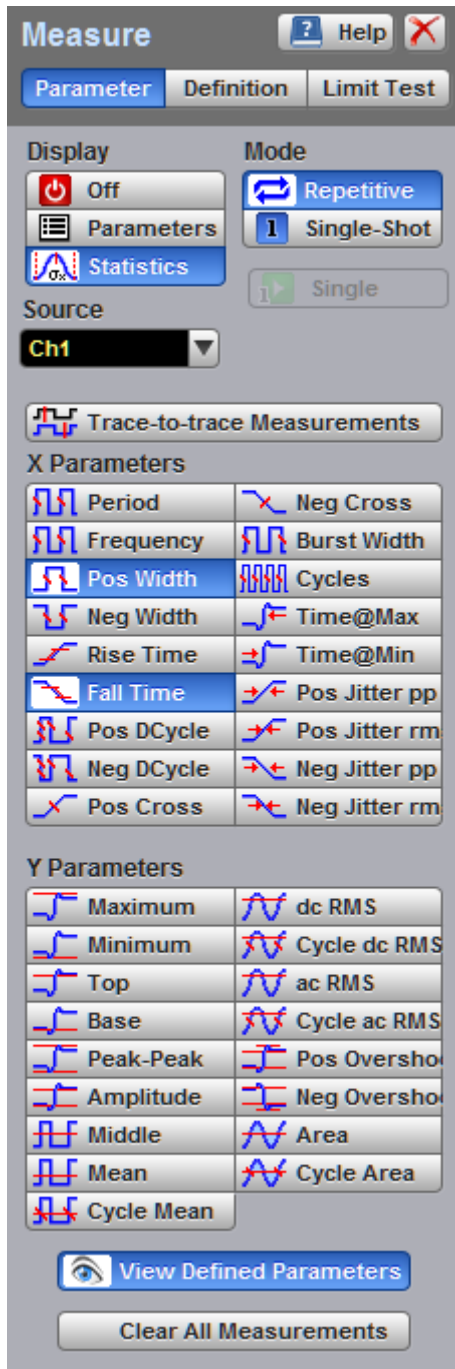 Measure
Help
Parameter Definition Limit Test
Display
Off
Parameters
Statistics
Mode
Repetitive
1 Single-Shot
Single
Source
Ch1
Trace-to-trace Measurements
X Parameters
Period
Frequency
Pos Width
Neg Width
Rise Time
Fall Time
Pos DCycle
Neg DCycle
Pos Cross
Neg Cross
Burst Width
Cycles
Time@Max
Time@Min
Pos Jitter pp
Pos Jitter rm
Neg Jitter pp
Neg Jitter rm
Y Parameters
Maximum
Minimum
Top
Base
Peak-Peak
Amplitude
Middle
Mean
Cycle Mean
dc RMS
Cycle dc RMS
ac RMS
Cycle ac RMS
Pos Oversho
Neg Oversho
Area
Cycle Area
View Defined Parameters
Clear All Measurements